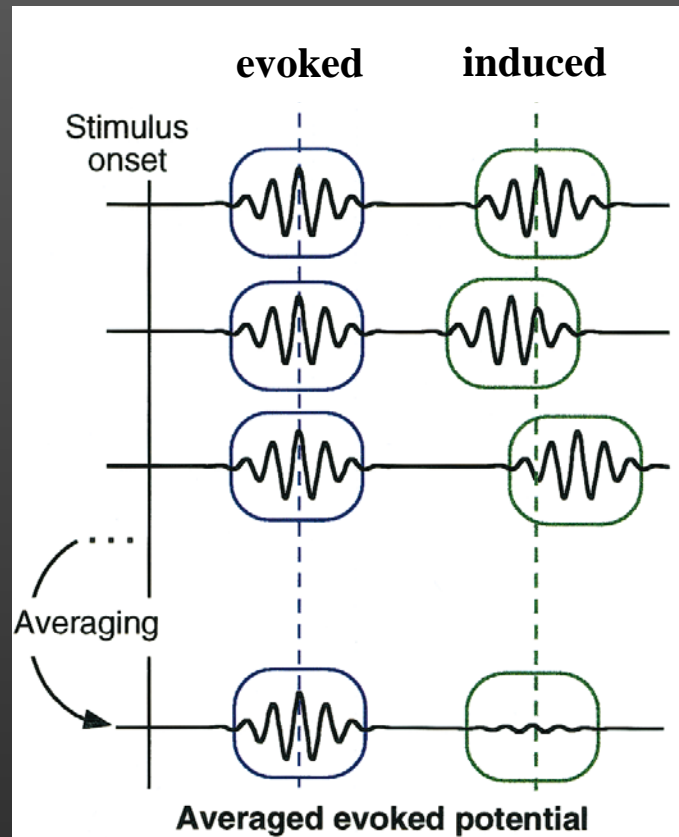 evoked induced
Stimulus
onset
...
Averaging
Averaged evoked potential